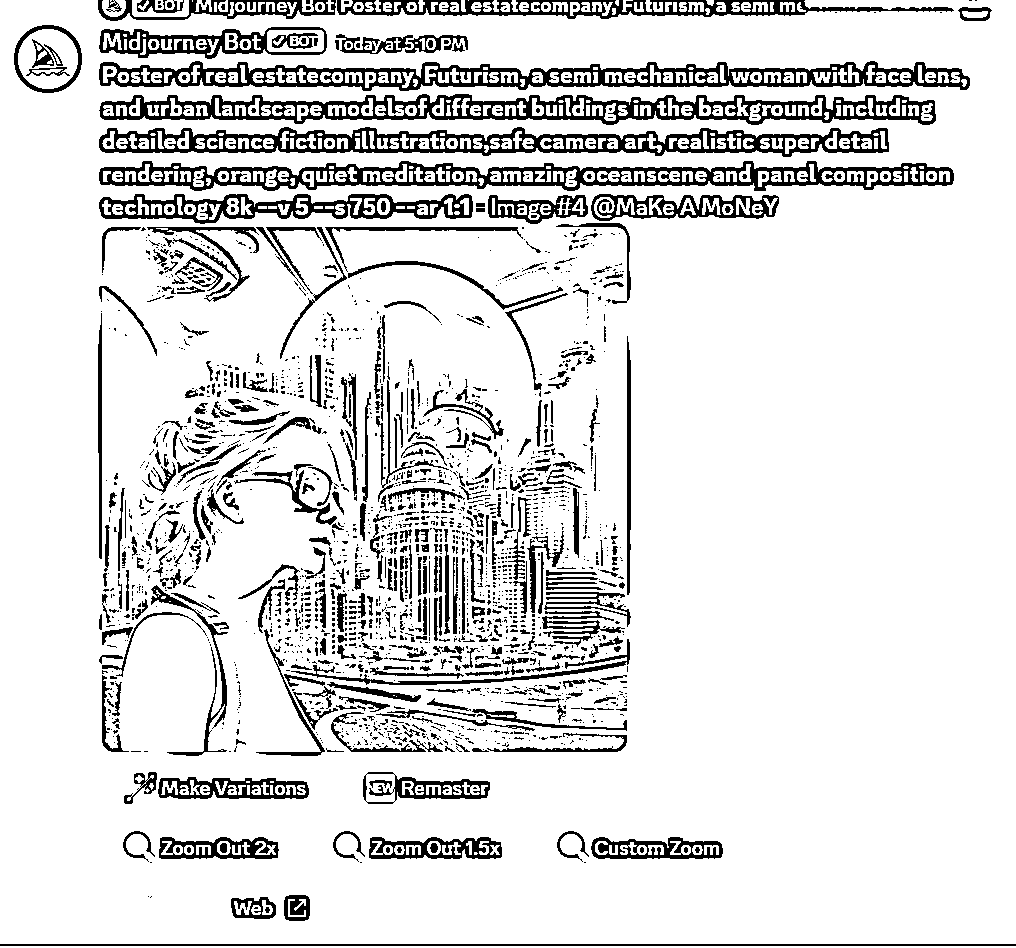 ✓BOT Midjourney Bot Poster of real estatecompany, Futurism, a semi
Midjourney Bot ✓BOT Today at 5:10 PM
Poster of real estatecompany, Futurism, a semi mechanical woman with face lens,
and urban landscape modelsof different buildings in the background, including
detailed science fiction illustrations,safe camera art, realistic super detail
rendering, orange, quiet meditation, amazing oceanscene and panel composition
technology 8k --v 5 --s 750 --ar 1:1 - Image #4 @MaKe A MoNeY
Make Variations
NEW Remaster
Zoom Out 2x
Zoom Out 1.5x
Custom Zoom
Web